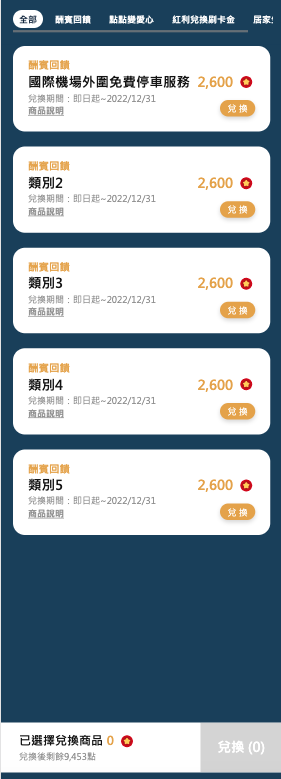 全部 酬賓回饋 點點變愛心 紅利兌換刷卡金 居家
酬賓回饋
國際機場外圍免費停車服務 2,600
兌換期間：即日起~2022/12/31
商品說明 兌換
酬賓回饋
類別2 2,600
兌換期間：即日起~2022/12/31
商品說明 兌換
酬賓回饋
類別3 2,600
兌換期間：即日起~2022/12/31
商品說明 兌換
酬賓回饋
類別4 2,600
兌換期間：即日起~2022/12/31
商品說明 兌換
酬賓回饋
類別5 2,600
兌換期間：即日起~2022/12/31
商品說明 兌換
已選擇兌換商品 0
兌換後剩餘9,453點
兌換 (0)